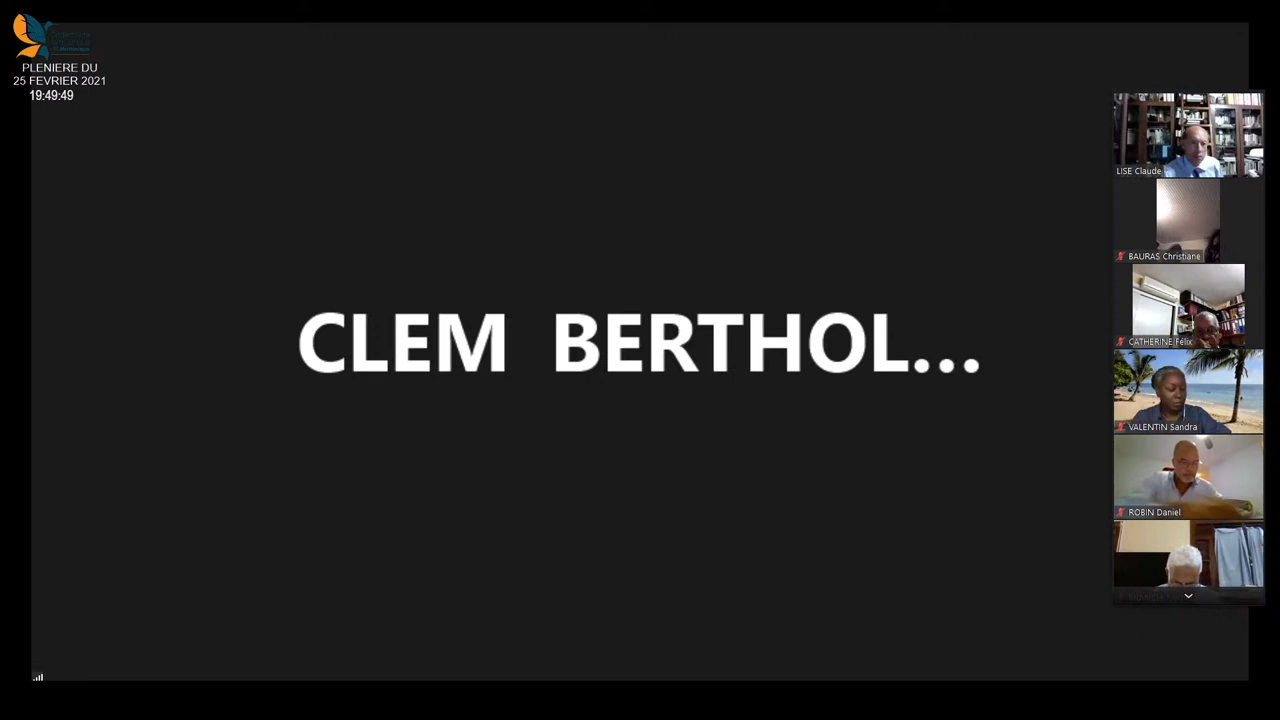 PLENIERE DU
25 FEVRIER 2021
19:49:49
CLEM BERTHOL...
LISE Claude
BAURAS Christiane
CATHERINE Félix
VALENTIN Sandra
ROBIN Daniel